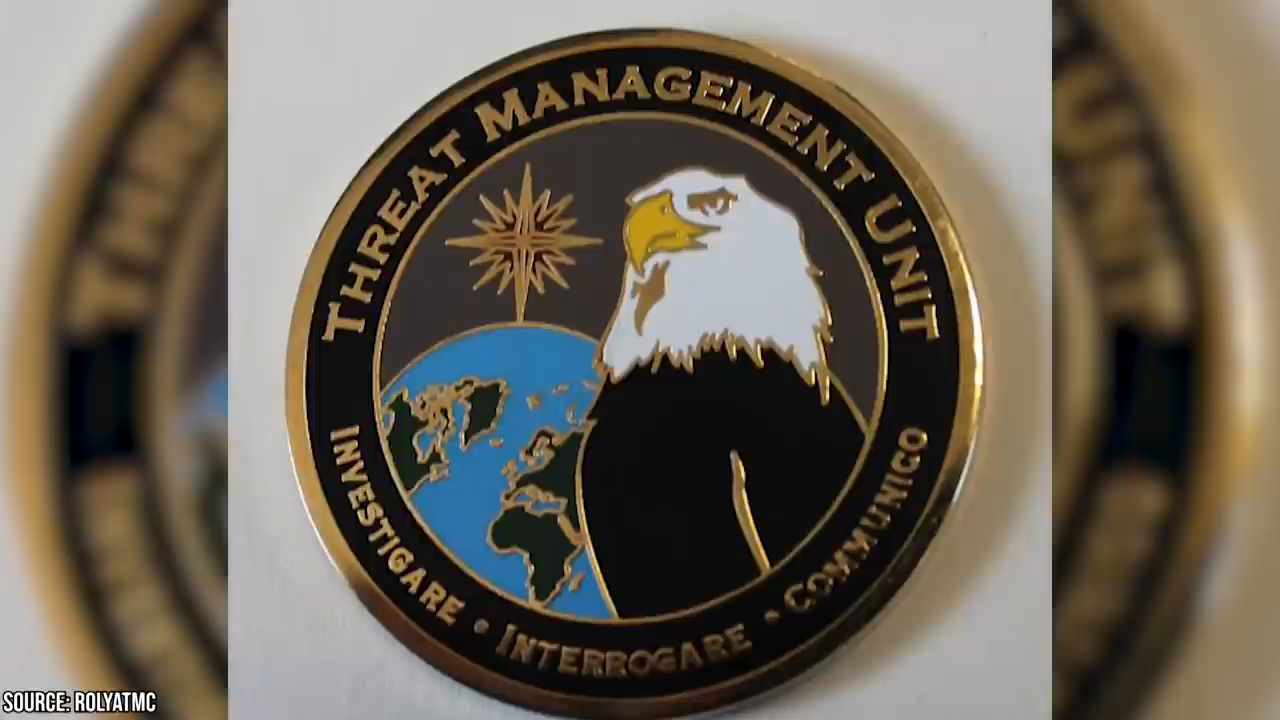 THREAT MANAGEMENT UNIT
INVESTIGARE • INTERROGARE • COMMUNICO
SOURCE: ROLYATMC